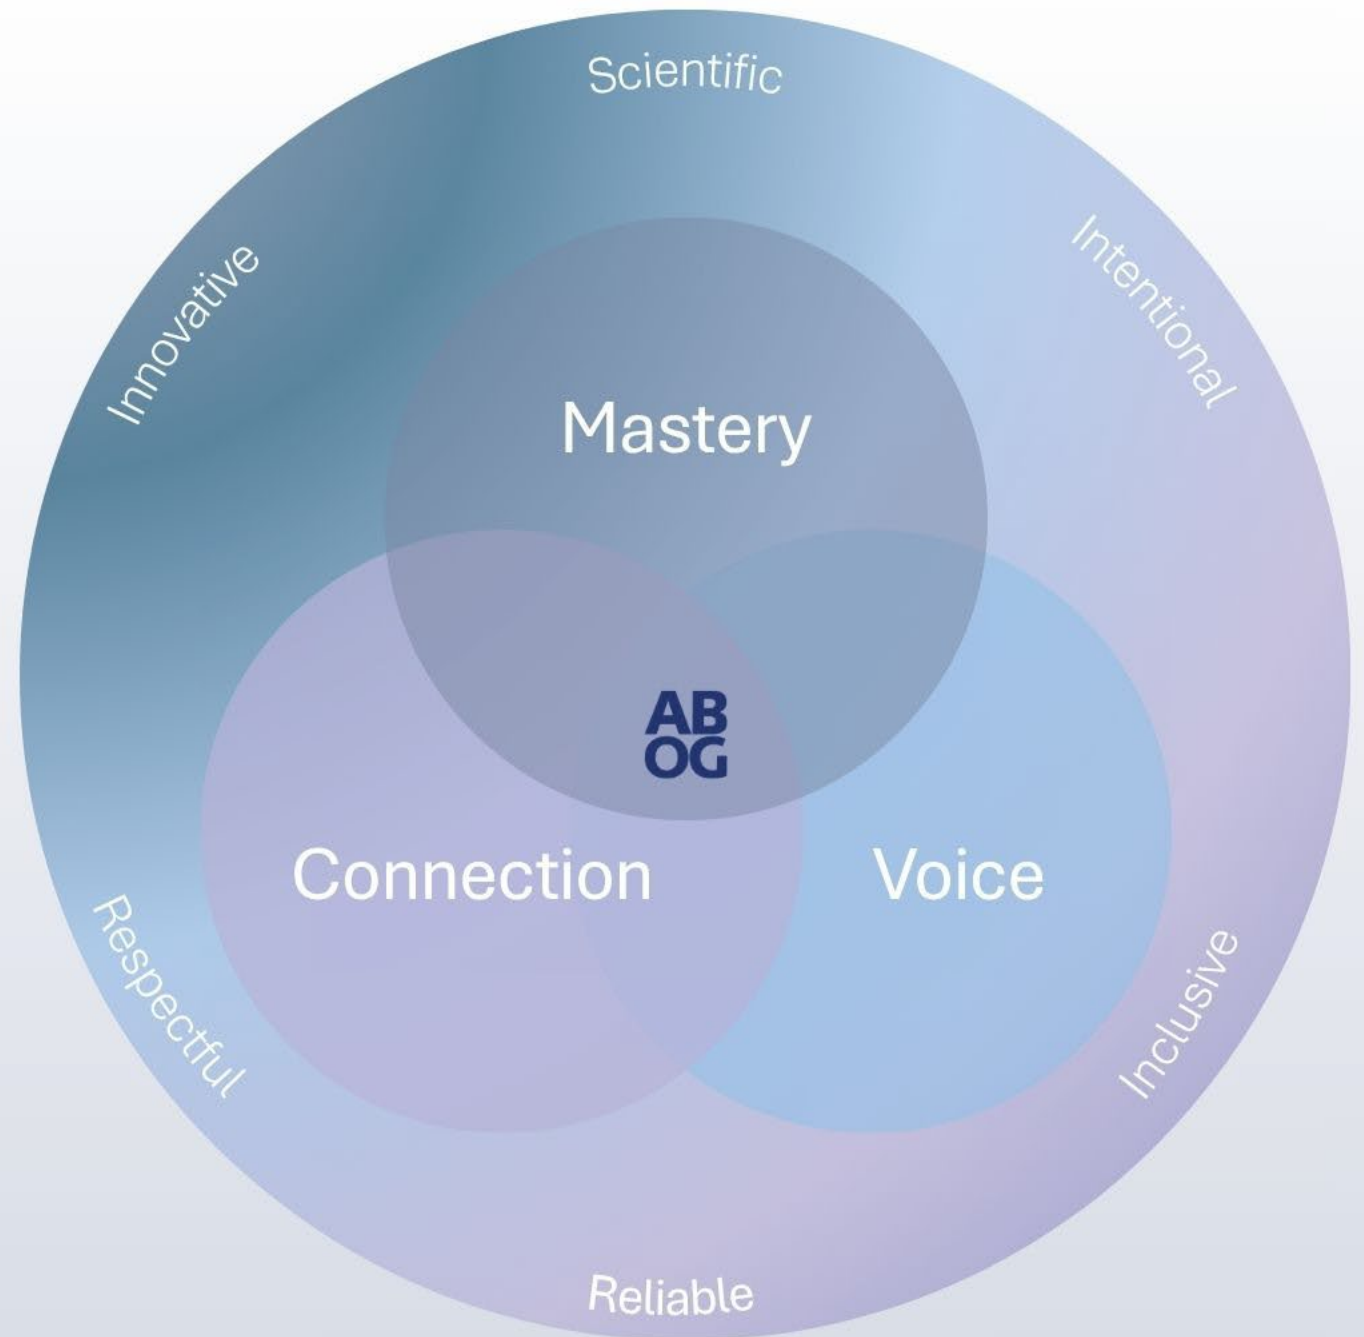 Scientific
Innovative
Intentional
Mastery
AB
OG
Connection
Voice
Respectful
Inclusive
Reliable